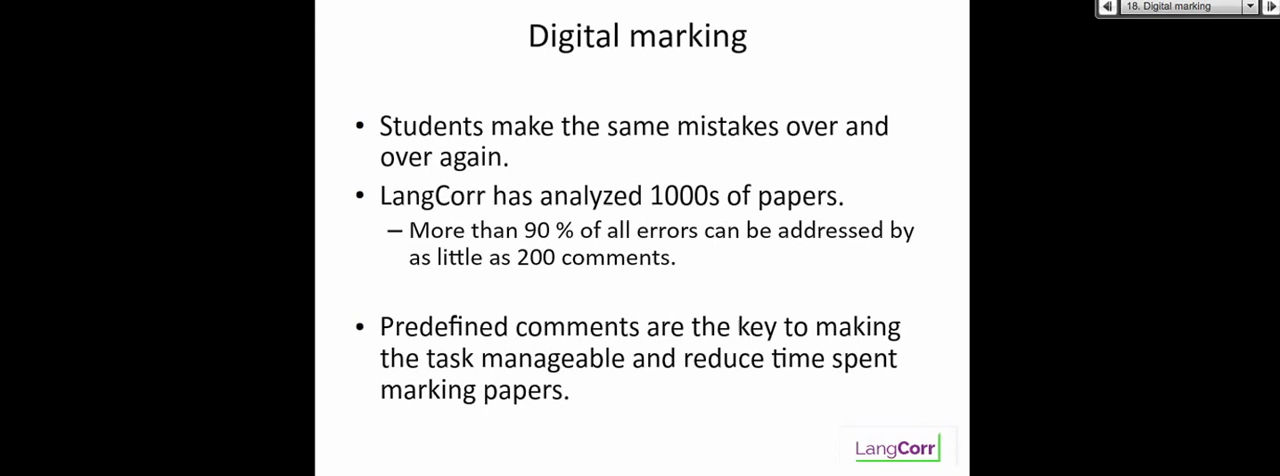 18. Digital marking
Digital marking
• Students make the same mistakes over and
over again.
• LangCorr has analyzed 1000s of papers.
– More than 90 % of all errors can be addressed by
as little as 200 comments.
• Predefined comments are the key to making
the task manageable and reduce time spent
marking papers.
LangCorr